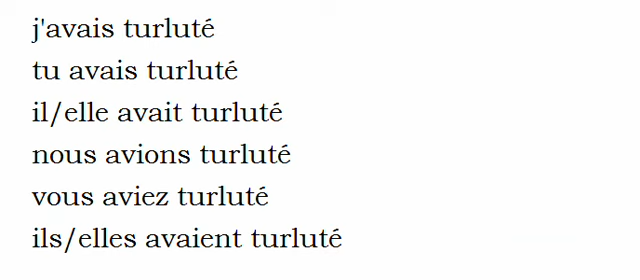 j'avais turluté
tu avais turluté
il/elle avait turluté
nous avions turluté
vous aviez turluté
ils/elles avaient turluté